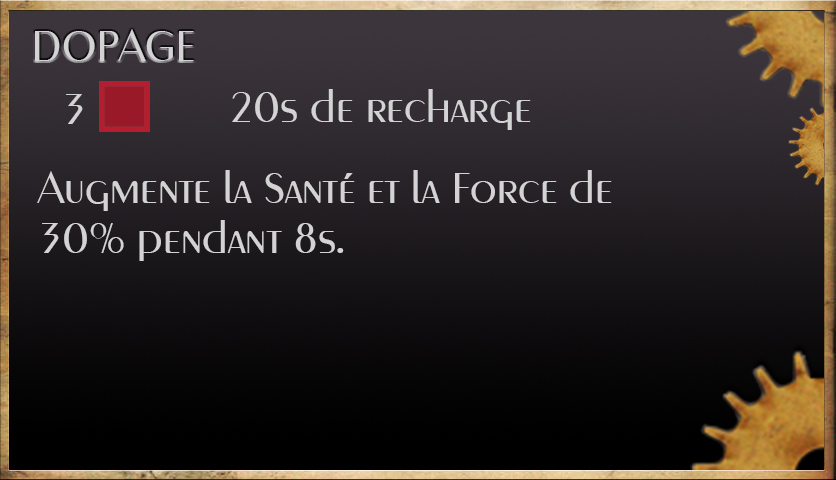 DOPAGE
3 20s de recharge
Augmente la Santé et la Force de
30% pendant 8s.